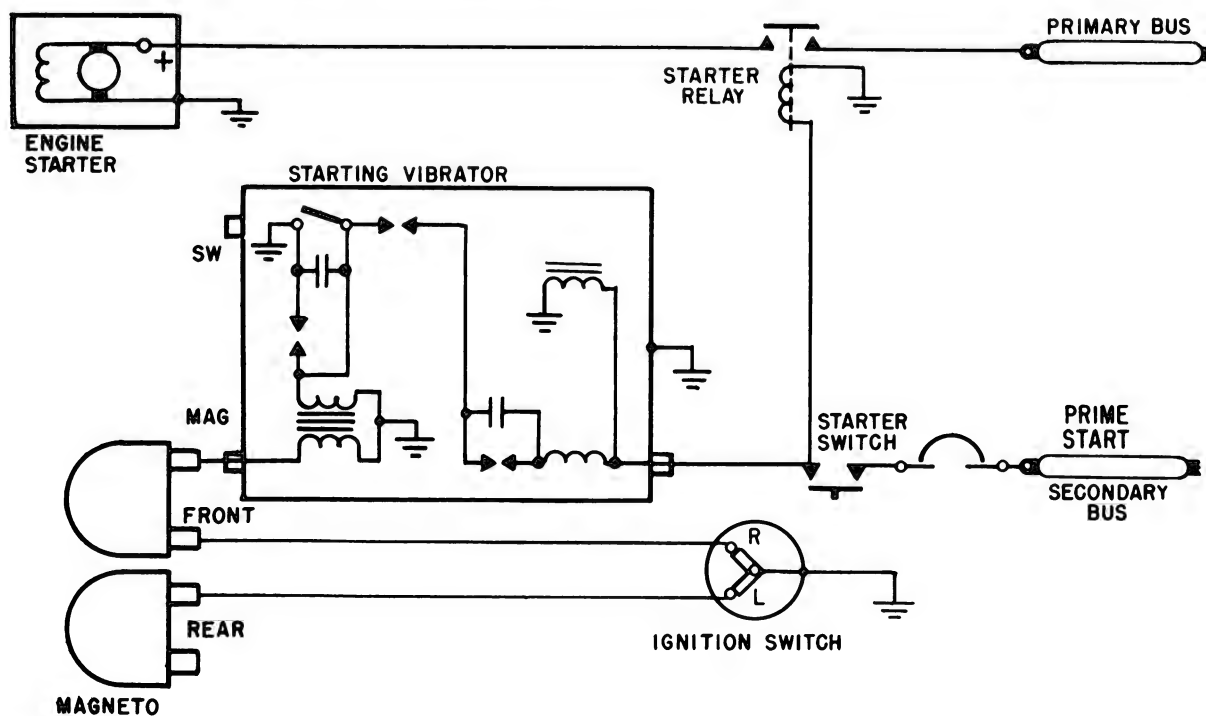 PRIMARY BUS
+
STARTER
RELAY
ENGINE
STARTER
STARTING VIBRATOR
SW
MAG
STARTER
SWITCH
PRIME
START
SECONDARY
BUS
FRONT
R
L
REAR
IGNITION SWITCH
MAGNETO